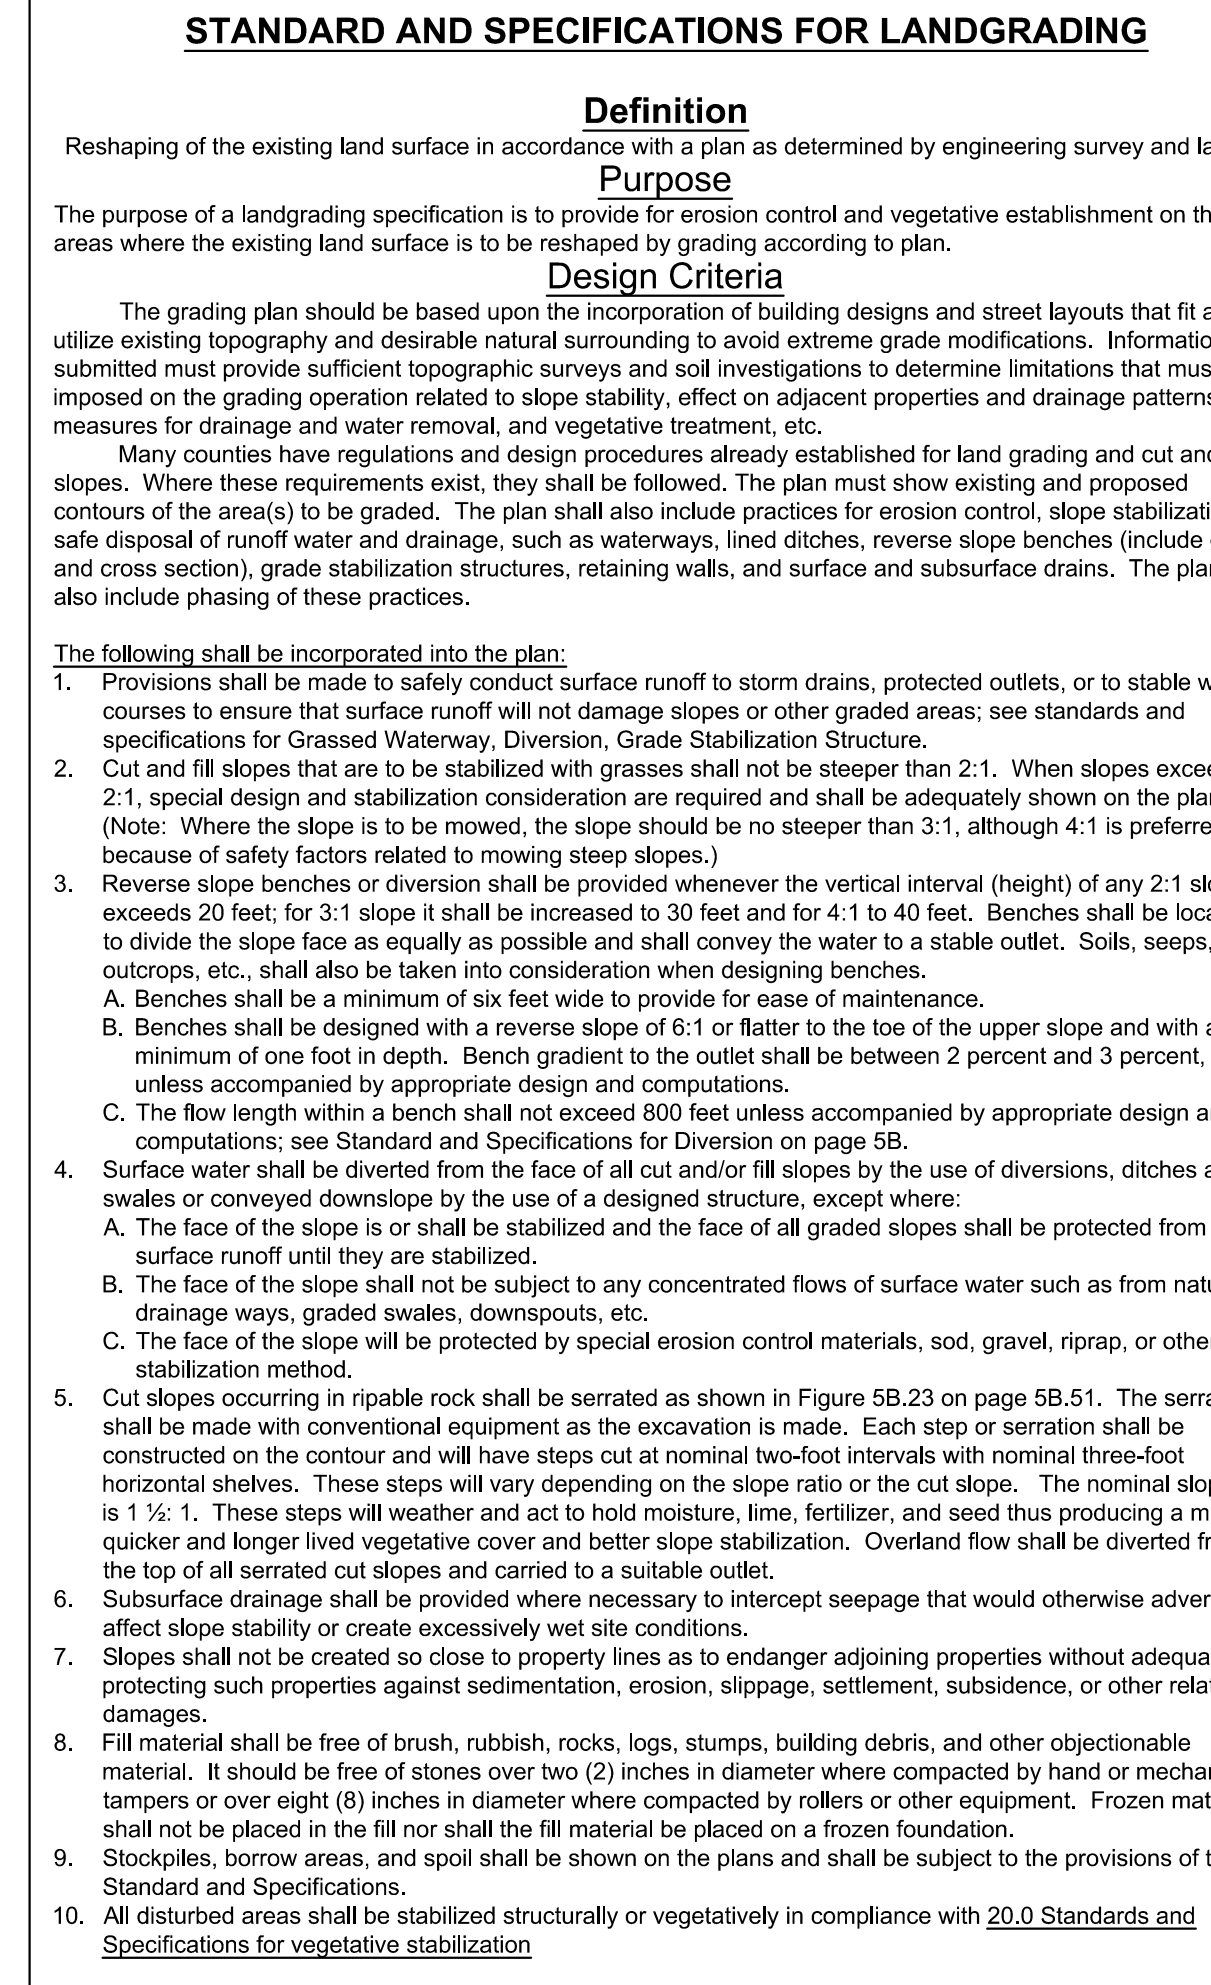 STANDARD AND SPECIFICATIONS FOR LANDGRADING
Definition
Reshaping of the existing land surface in accordance with a plan as determined by engineering survey and
Purpose
The purpose of a landgrading specification is to provide for erosion control and vegetative establishment on
areas where the existing land surface is to be reshaped by grading according to plan.
Design Criteria
The grading plan should be based upon the incorporation of building designs and street layouts that fit
utilize existing topography and desirable natural surrounding to avoid extreme grade modifications. 
submitted must provide sufficient topographic surveys and soil investigations to determine limitations that
imposed on the grading operation related to slope stability, effect on adjacent properties and drainage patterns
measures for drainage and water removal, and vegetative treatment, etc.
Many counties have regulations and design procedures already established for land grading and cut
slopes. Where these requirements exist, they shall be followed. The plan must show existing and proposed
contours of the area(s) to be graded. The plan shall also include practices for erosion control, slope
safe disposal of runoff water and drainage, such as waterways, lined ditches, reverse slope benches (include
and cross section), grade stabilization structures, retaining walls, and surface and subsurface drains. The
also include phasing of these practices.
The following shall be incorporated into the plan:
1. Provisions shall be made to safely conduct surface runoff to storm drains, protected outlets, or to stable
courses to ensure that surface runoff will not damage slopes or other graded areas; see standards and
specifications for Grassed Waterway, Diversion, Grade Stabilization Structure.
2. Cut and fill slopes that are to be stabilized with grasses shall not be steeper than 2:1. When slopes
2:1, special design and stabilization consideration are required and shall be adequately shown on the
(Note: Where the slope is to be mowed, the slope should be no steeper than 3:1, although 4:1 is
because of safety factors related to mowing steep slopes.)
3. Reverse slope benches or diversion shall be provided whenever the vertical interval (height) of any 2:1
exceeds 20 feet; for 3:1 slope it shall be increased to 30 feet and for 4:1 to 40 feet. Benches shall be
to divide the slope face as equally as possible and shall convey the water to a stable outlet. Soils, seeps,
outcrops, etc., shall also be taken into consideration when designing benches.
A. Benches shall be a minimum of six feet wide to provide for ease of maintenance.
B. Benches shall be designed with a reverse slope of 6:1 or flatter to the toe of the upper slope and with
minimum of one foot in depth. Bench gradient to the outlet shall be between 2 percent and 3 percent,
unless accompanied by appropriate design and computations.
C. The flow length within a bench shall not exceed 800 feet unless accompanied by appropriate design
computations; see Standard and Specifications for Diversion on page 5B.
4. Surface water shall be diverted from the face of all cut and/or fill slopes by the use of diversions, ditches
swales or conveyed downslope by the use of a designed structure, except where:
A. The face of the slope is or shall be stabilized and the face of all graded slopes shall be protected from
surface runoff until they are stabilized.
B. The face of the slope shall not be subject to any concentrated flows of surface water such as from
drainage ways, graded swales, downspouts, etc.
C. The face of the slope will be protected by special erosion control materials, sod, gravel, riprap, or
stabilization method.
5. Cut slopes occurring in ripable rock shall be serrated as shown in Figure 5B.23 on page 5B.51. The
shall be made with conventional equipment as the excavation is made. Each step or serration shall be
constructed on the contour and will have steps cut at nominal two-foot intervals with nominal three-foot
horizontal shelves. These steps will vary depending on the slope ratio or the cut slope. The nominal
is 1 ½: 1. These steps will weather and act to hold moisture, lime, fertilizer, and seed thus producing a
quicker and longer lived vegetative cover and better slope stabilization. Overland flow shall be diverted
the top of all serrated cut slopes and carried to a suitable outlet.
6. Subsurface drainage shall be provided where necessary to intercept seepage that would otherwise
affect slope stability or create excessively wet site conditions.
7. Slopes shall not be created so close to property lines as to endanger adjoining properties without
protecting such properties against sedimentation, erosion, slippage, settlement, subsidence, or other
damages.
8. Fill material shall be free of brush, rubbish, rocks, logs, stumps, building debris, and other objectionable
material. It should be free of stones over two (2) inches in diameter where compacted by hand or
tampers or over eight (8) inches in diameter where compacted by rollers or other equipment. Frozen
shall not be placed in the fill nor shall the fill material be placed on a frozen foundation.
9. Stockpiles, borrow areas, and spoil shall be shown on the plans and shall be subject to the provisions of
Standard and Specifications.
10. All disturbed areas shall be stabilized structurally or vegetatively in compliance with 20.0 Standards and
Specifications for vegetative stabilization